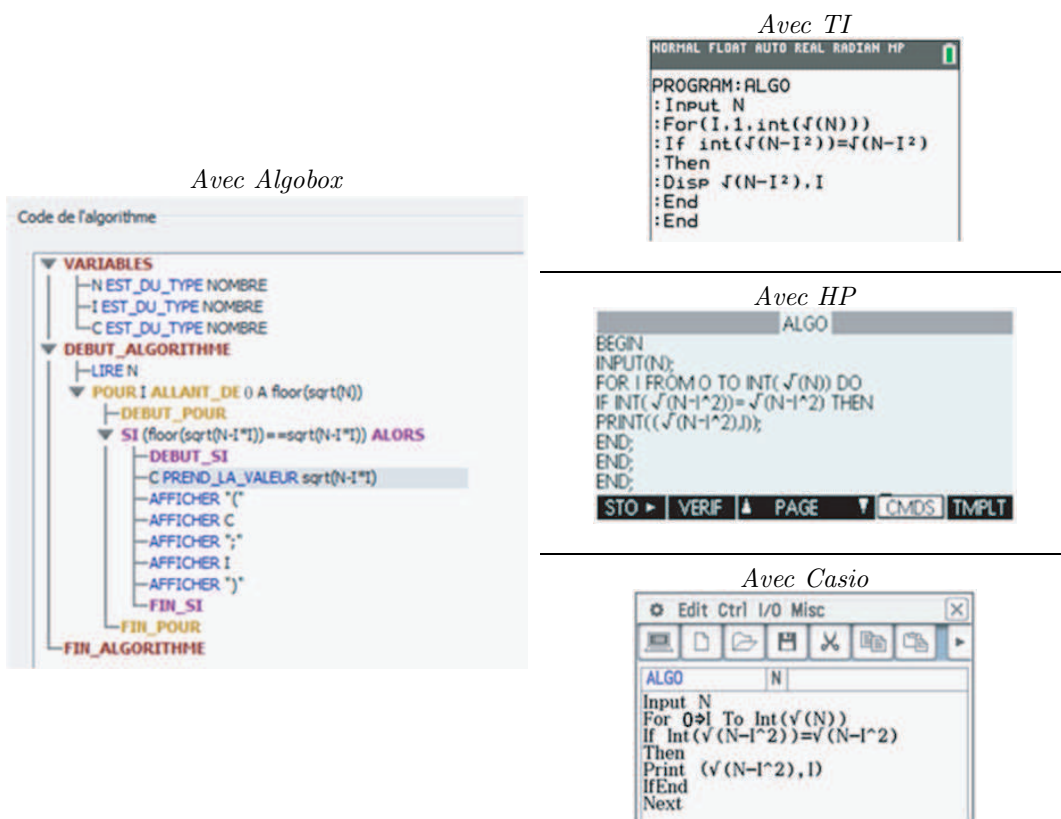 Avec Algobox
Code de l'algorithme
VARIABLES
N EST_DU_TYPE NOMBRE
I EST_DU_TYPE NOMBRE
C EST_DU_TYPE NOMBRE
DEBUT_ALGORITHME
LIRE N
POUR I ALLANT_DE 0 A floor(sqrt(N))
DEBUT_POUR
SI (floor(sqrt(N-I*I))==sqrt(N-I*I)) ALORS
DEBUT_SI
C PREND_LA_VALEUR sqrt(N-I*I)
AFFICHER "("
AFFICHER C
AFFICHER ";"
AFFICHER I
AFFICHER ")"
FIN_SI
FIN_POUR
FIN_ALGORITHME
Avec TI
NORMAL FLOAT AUTO REAL RADIAN MP
PROGRAM:ALGO
:Input N
:For(I,1,int(√(N)))
:If int(√(N-I²))=√(N-I²)
:Then
:Disp √(N-I²),I
:End
:End
Avec HP
ALGO
BEGIN
INPUT(N);
FOR I FROM 0 TO INT( √(N)) DO
IF INT( √(N-I^2))= √(N-I^2) THEN
PRINT((√(N-I^2),I));
END;
END;
END;
STO ► VERIF PAGE CMDS TMPLT
Avec Casio
Edit Ctrl I/O Misc
ALGO N
Input N
For 0⇒I To Int(√(N))
If Int(√(N-I^2))=√(N-I^2)
Then
Print (√(N-I^2),I)
IfEnd
Next